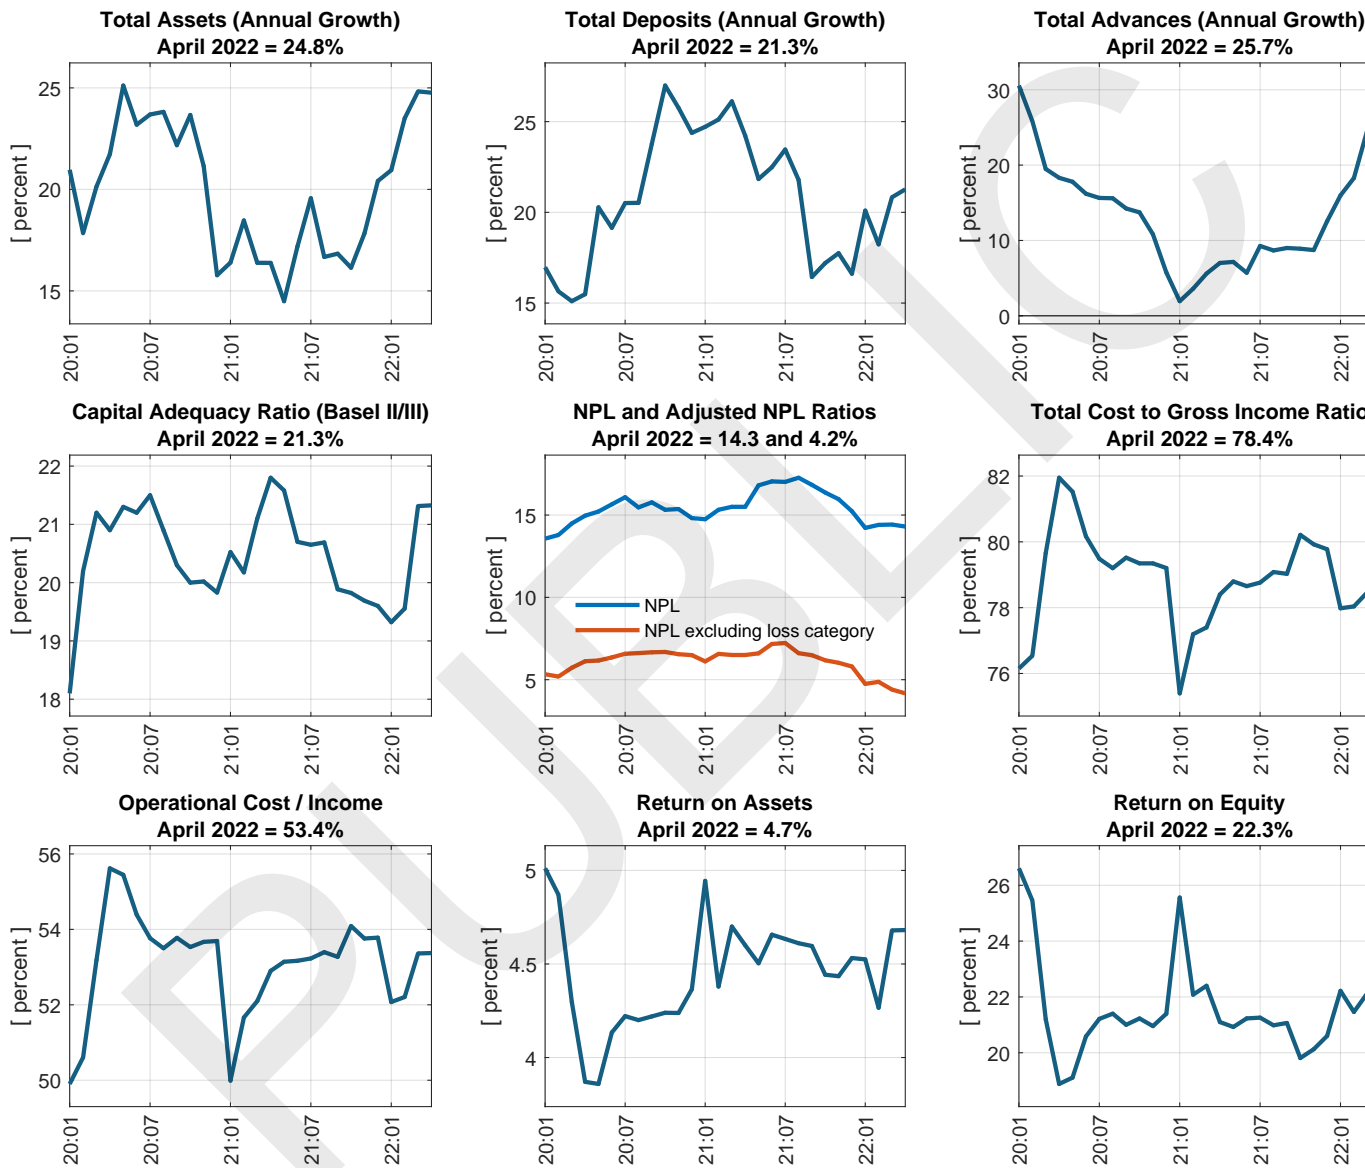 Total Assets (Annual Growth)
April 2022 = 24.8%
[ percent ]
25
20
15
20:01
20:07
21:01
21:07
22:01
Total Deposits (Annual Growth)
April 2022 = 21.3%
[ percent ]
25
20
15
20:01
20:07
21:01
21:07
22:01
Total Advances (Annual Growth)
April 2022 = 25.7%
[ percent ]
30
20
10
0
20:01
20:07
21:01
21:07
22:01
Capital Adequacy Ratio (Basel II/III)
April 2022 = 21.3%
[ percent ]
22
21
20
19
18
20:01
20:07
21:01
21:07
22:01
NPL and Adjusted NPL Ratios
April 2022 = 14.3 and 4.2%
[ percent ]
15
10
5
NPL
NPL excluding loss category
20:01
20:07
21:01
21:07
22:01
Total Cost to Gross Income Ratio
April 2022 = 78.4%
[ percent ]
82
80
78
76
20:01
20:07
21:01
21:07
22:01
Operational Cost / Income
April 2022 = 53.4%
[ percent ]
56
54
52
50
20:01
20:07
21:01
21:07
22:01
Return on Assets
April 2022 = 4.7%
[ percent ]
5
4.5
4
20:01
20:07
21:01
21:07
22:01
Return on Equity
April 2022 = 22.3%
[ percent ]
26
24
22
20
20:01
20:07
21:01
21:07
22:01
PUBLIC